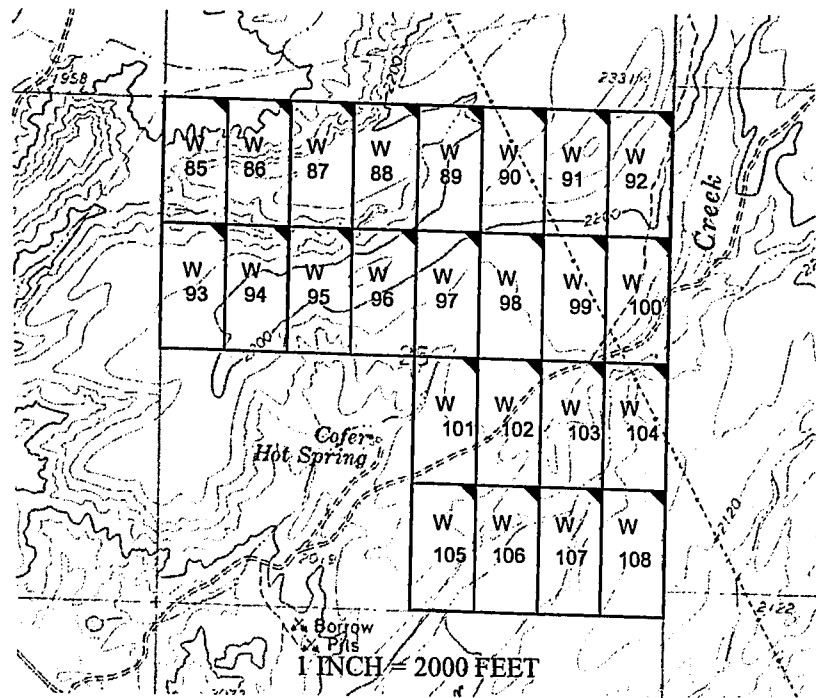 1958
2200
2331
W
85
W
86
W
87
W
88
W
89
W
90
W
91
W
92
Creek
2200
W
93
W
94
W
95
W
96
W
97
W
98
W
99
W
100
W
101
W
102
W
103
W
104
Cofer
Hot Spring
W
105
W
106
W
107
W
108
2120
2122
Borrow
Pits
1 INCH = 2000 FEET